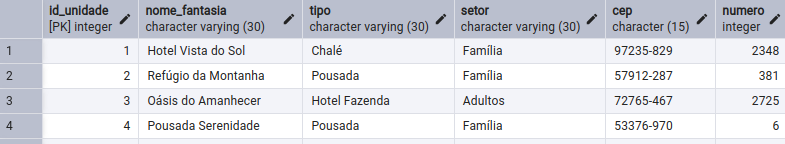 id_unidade nome_fantasia tipo setor cep numero
[PK] integer character varying (30) character varying (30) character varying (30) character (15) integer
1 1 Hotel Vista do Sol Chalé Família 97235-829 2348
2 2 Refúgio da Montanha Pousada Família 57912-287 381
3 3 Oásis do Amanhecer Hotel Fazenda Adultos 72765-467 2725
4 4 Pousada Serenidade Pousada Família 53376-970 6